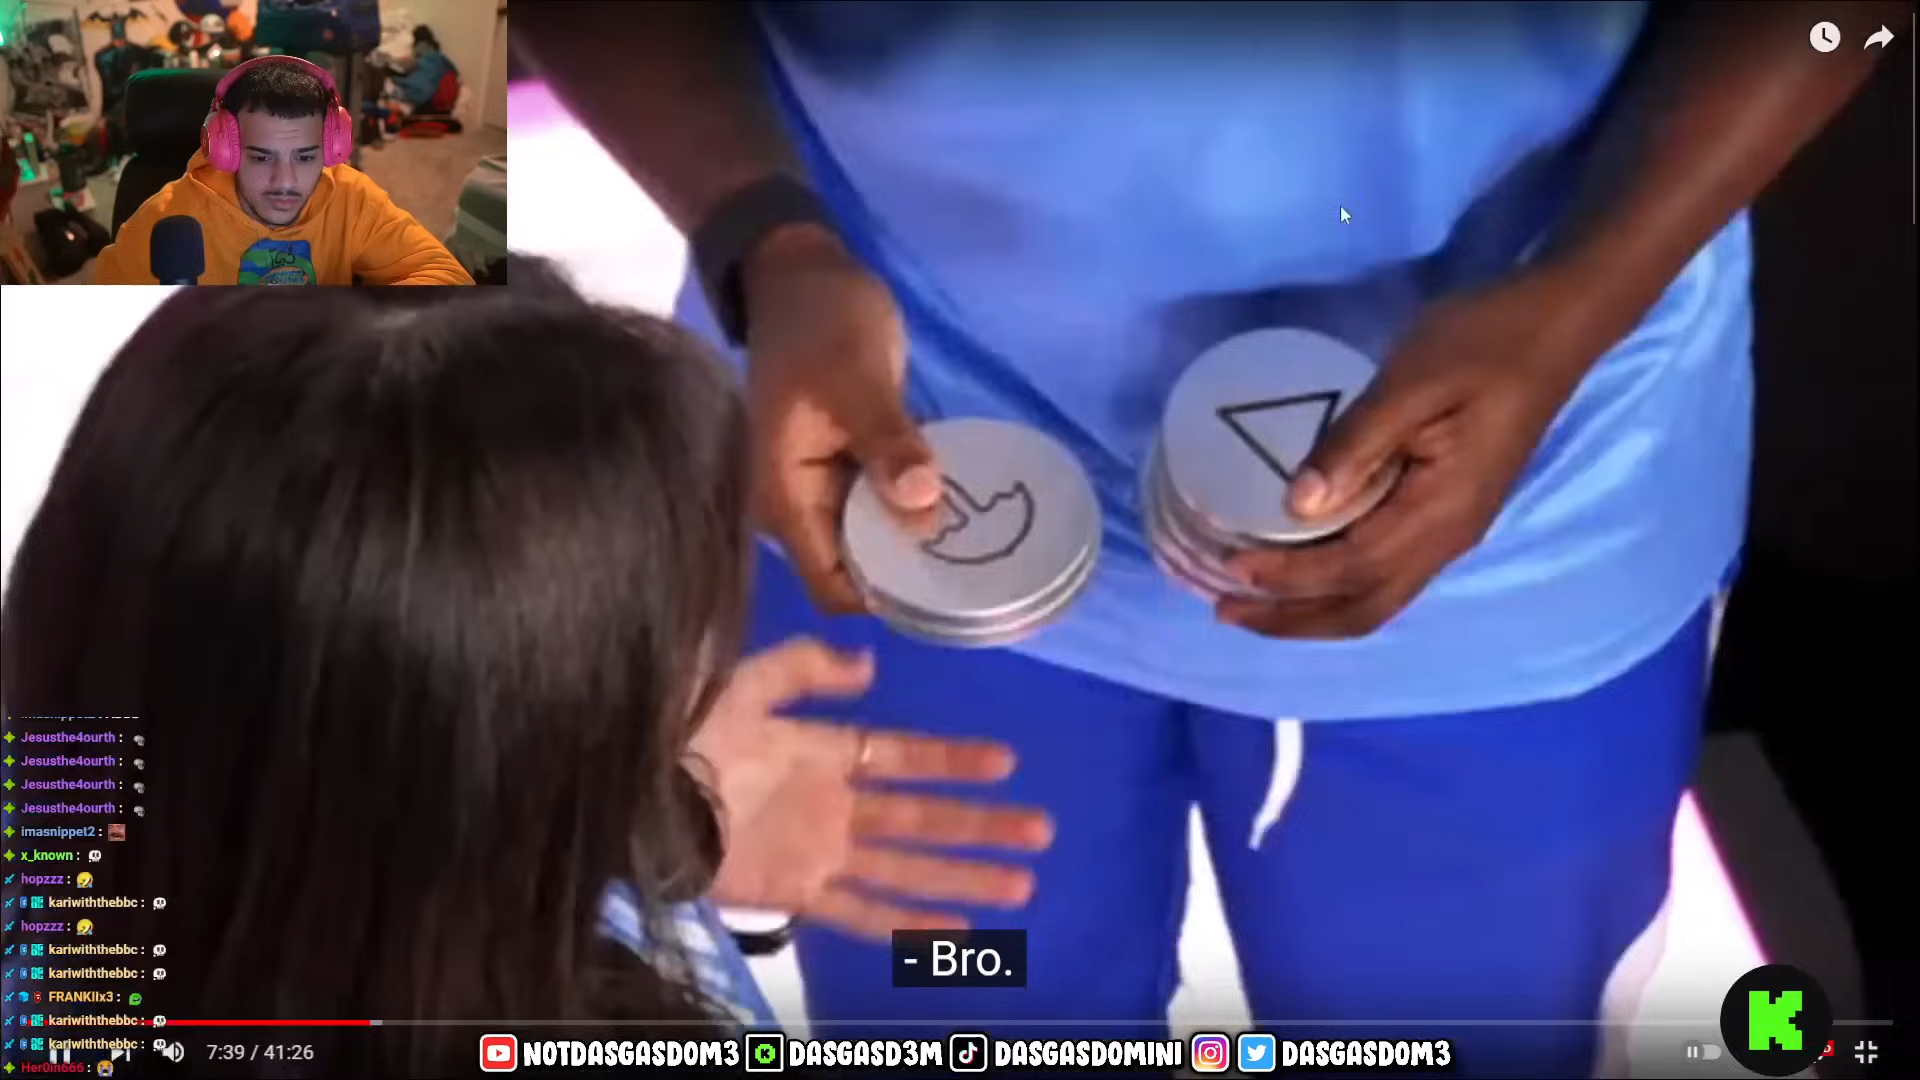 Jesusthe4ourth :
Jesusthe4ourth :
Jesusthe4ourth :
Jesusthe4ourth :
imasnippet2 :
x_known :
hopzzz :
kariwiththebbc :
hopzzz :
kariwiththebbc :
kariwiththebbc :
FRANKIIx3 :
kariwiththebbc :
kariwiththebbc :
Her0in666 :
- Bro.
7:39 / 41:26
NOTDASGASDOM3 DASGASD3M DASGASDOMINI DASGASDOM3
K